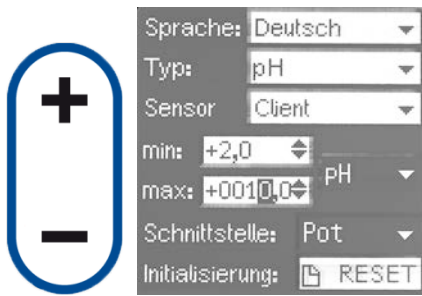 +
−
Sprache: Deutsch
Typ: pH
Sensor Client
min: +2,0
pH
max: +0010,0
Schnittstelle: Pot
Initialisierung: RESET